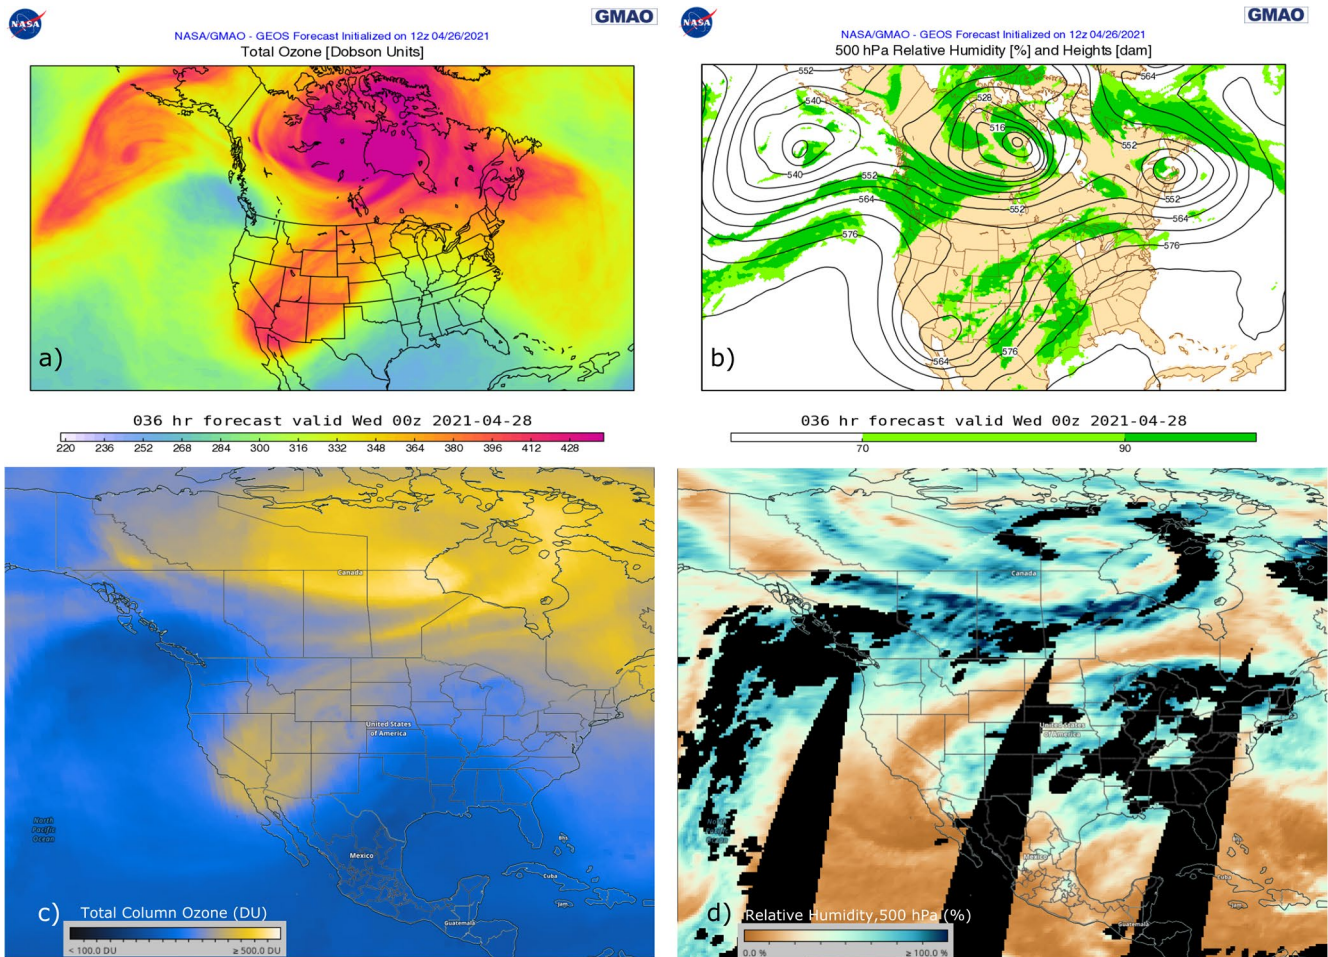 NASA
GMAO
NASA/GMAO - GEOS Forecast Initialized on 12z 04/26/2021
Total Ozone [Dobson Units]
a)
036 hr forecast valid Wed 00z 2021-04-28
220 236 252 268 284 300 316 332 348 364 380 396 412 428
NASA
GMAO
NASA/GMAO - GEOS Forecast Initialized on 12z 04/26/2021
500 hPa Relative Humidity [%] and Heights [dam]
552
564
540
528
516
540
552
552
564
552
564
576
576
576
564
b)
036 hr forecast valid Wed 00z 2021-04-28
70 90
Canada
United States
of America
North
Pacific
Ocean
Mexico
Cuba
Jam.
Guatemala
c)
Total Column Ozone (DU)
< 100.0 DU ≥ 500.0 DU
Canada
United States
of America
Mexico
Cuba
Jam.
Guatemala
d)
Relative Humidity,500 hPa (%)
0.0 % ≥ 100.0 %